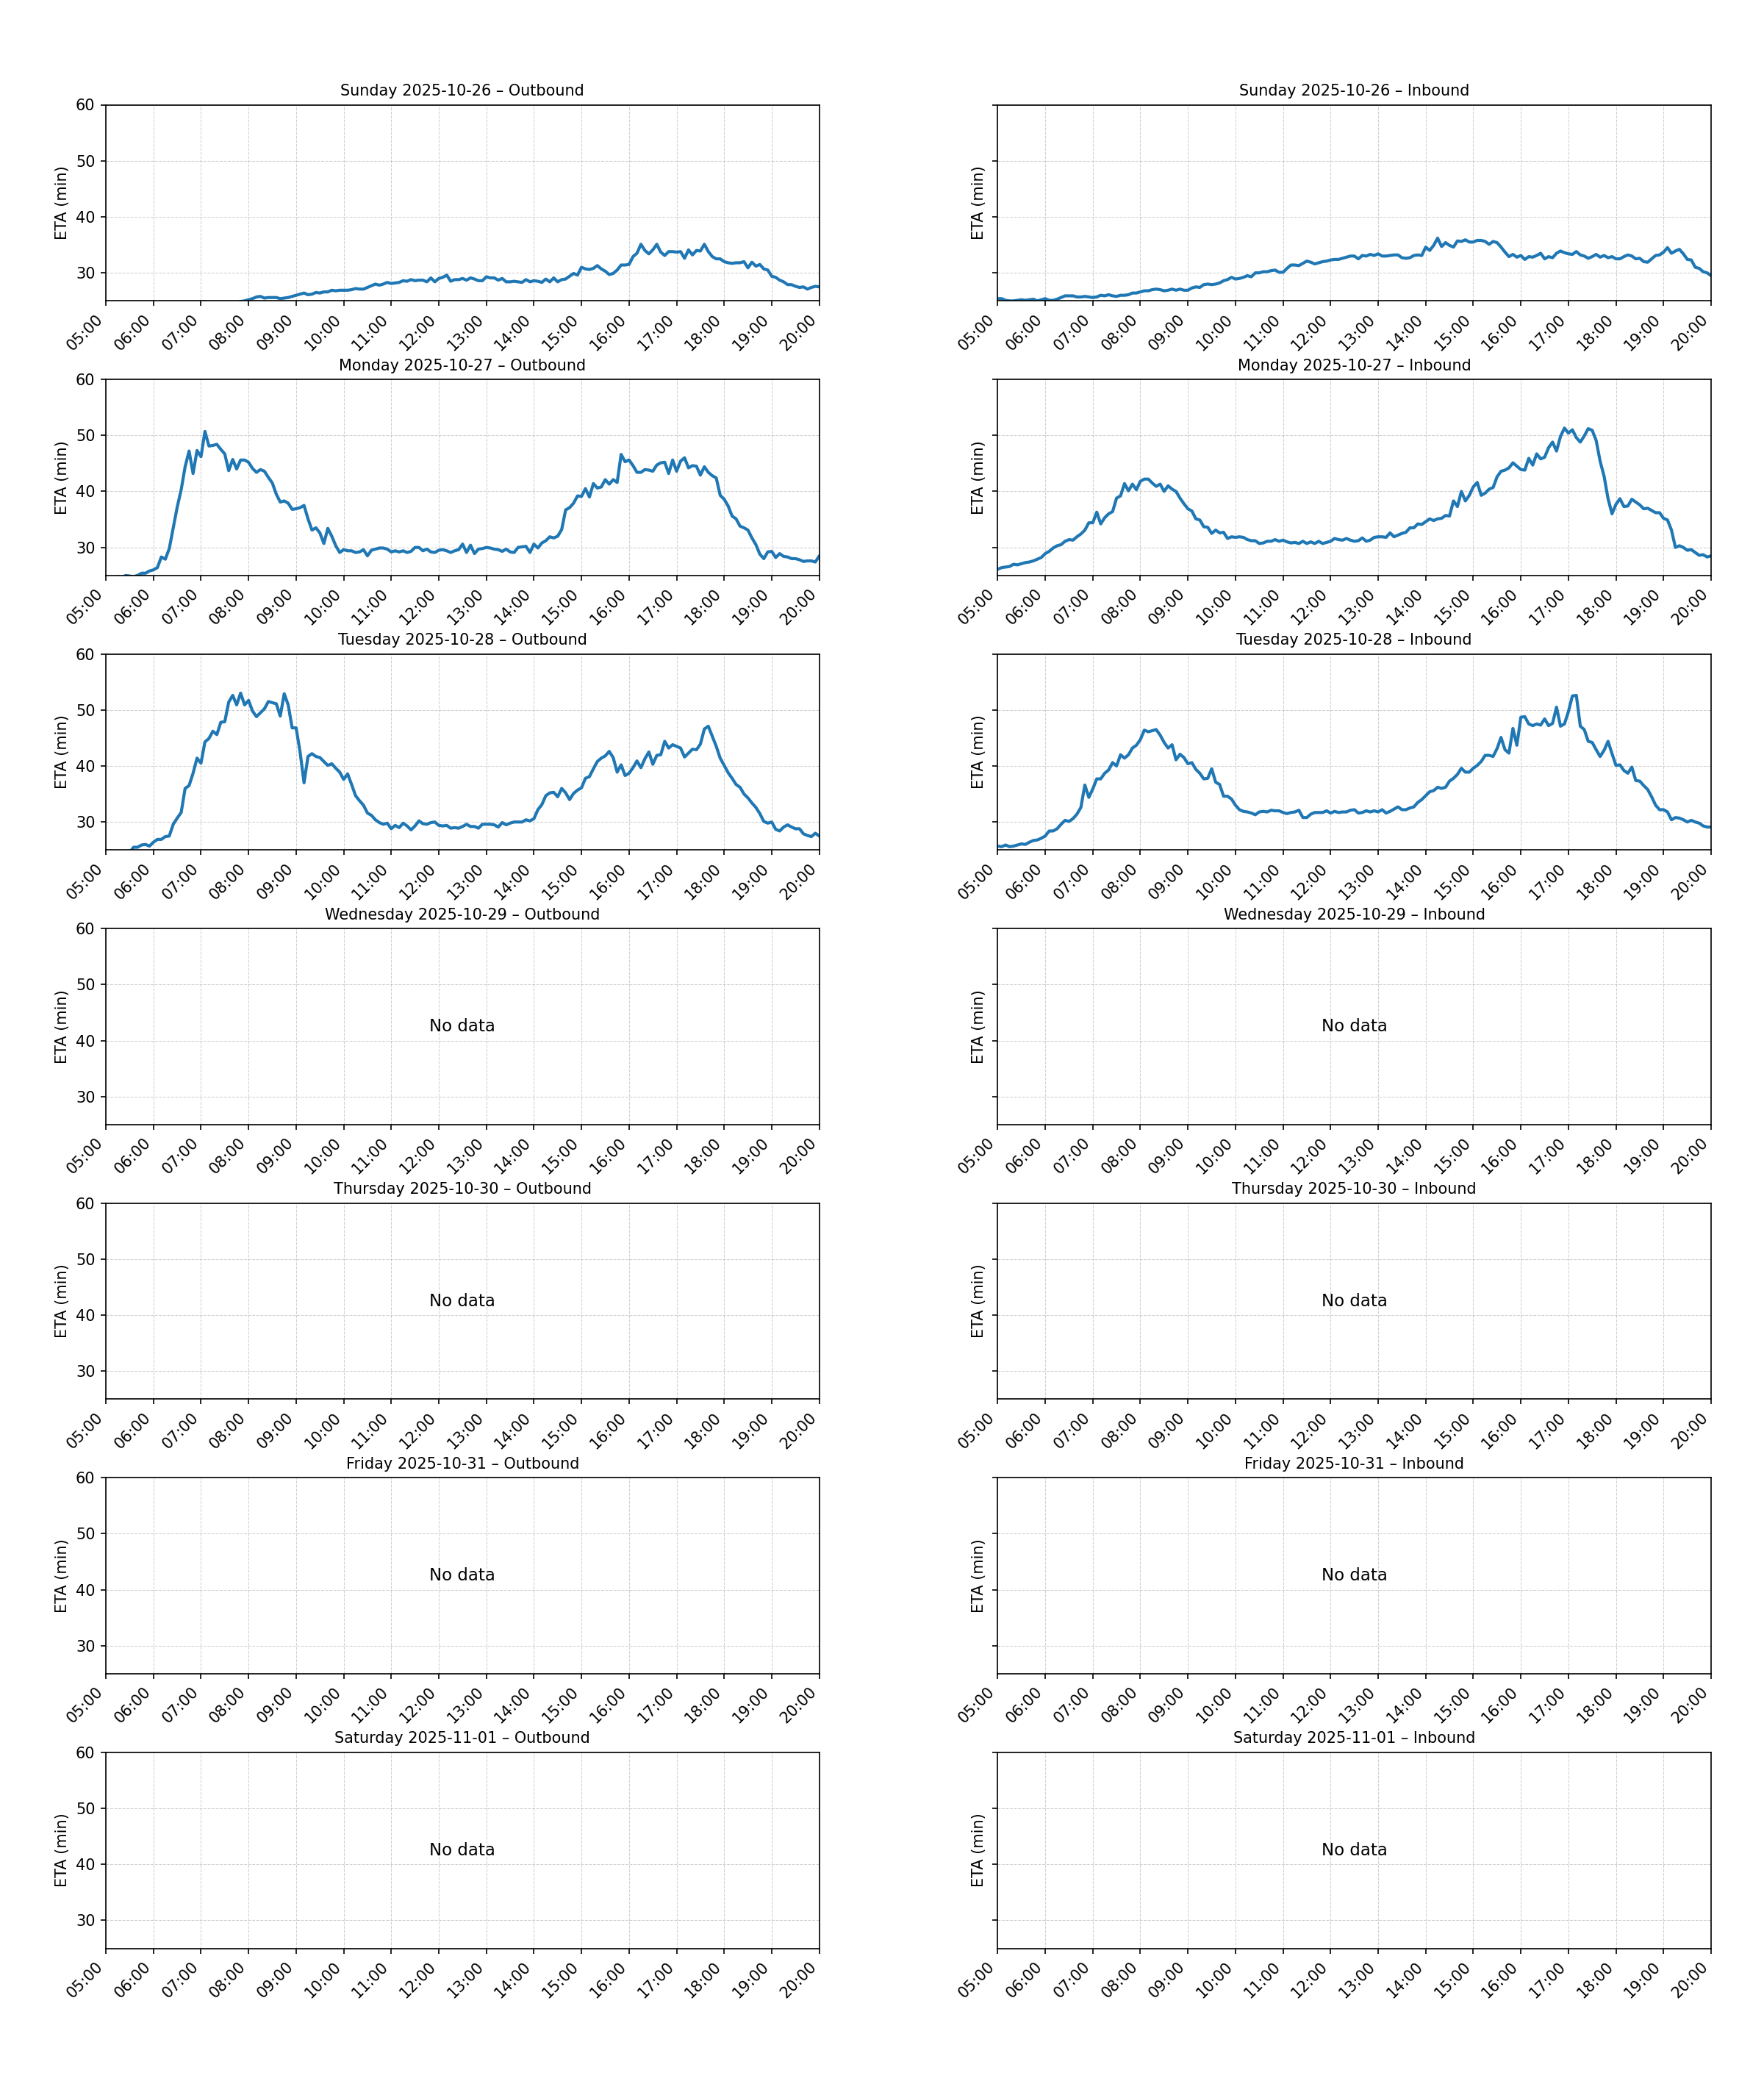 Sunday 2025-10-26 – Outbound
60
50
40
30
ETA (min)
05:00 06:00 07:00 08:00 09:00 10:00 11:00 12:00 13:00 14:00 15:00 16:00 17:00 18:00 19:00 20:00
Sunday 2025-10-26 – Inbound
ETA (min)
05:00 06:00 07:00 08:00 09:00 10:00 11:00 12:00 13:00 14:00 15:00 16:00 17:00 18:00 19:00 20:00
Monday 2025-10-27 – Outbound
60
50
40
30
ETA (min)
05:00 06:00 07:00 08:00 09:00 10:00 11:00 12:00 13:00 14:00 15:00 16:00 17:00 18:00 19:00 20:00
Monday 2025-10-27 – Inbound
ETA (min)
05:00 06:00 07:00 08:00 09:00 10:00 11:00 12:00 13:00 14:00 15:00 16:00 17:00 18:00 19:00 20:00
Tuesday 2025-10-28 – Outbound
60
50
40
30
ETA (min)
05:00 06:00 07:00 08:00 09:00 10:00 11:00 12:00 13:00 14:00 15:00 16:00 17:00 18:00 19:00 20:00
Tuesday 2025-10-28 – Inbound
ETA (min)
05:00 06:00 07:00 08:00 09:00 10:00 11:00 12:00 13:00 14:00 15:00 16:00 17:00 18:00 19:00 20:00
Wednesday 2025-10-29 – Outbound
60
50
40
30
ETA (min)
No data
05:00 06:00 07:00 08:00 09:00 10:00 11:00 12:00 13:00 14:00 15:00 16:00 17:00 18:00 19:00 20:00
Wednesday 2025-10-29 – Inbound
ETA (min)
No data
05:00 06:00 07:00 08:00 09:00 10:00 11:00 12:00 13:00 14:00 15:00 16:00 17:00 18:00 19:00 20:00
Thursday 2025-10-30 – Outbound
60
50
40
30
ETA (min)
No data
05:00 06:00 07:00 08:00 09:00 10:00 11:00 12:00 13:00 14:00 15:00 16:00 17:00 18:00 19:00 20:00
Thursday 2025-10-30 – Inbound
ETA (min)
No data
05:00 06:00 07:00 08:00 09:00 10:00 11:00 12:00 13:00 14:00 15:00 16:00 17:00 18:00 19:00 20:00
Friday 2025-10-31 – Outbound
60
50
40
30
ETA (min)
No data
05:00 06:00 07:00 08:00 09:00 10:00 11:00 12:00 13:00 14:00 15:00 16:00 17:00 18:00 19:00 20:00
Friday 2025-10-31 – Inbound
ETA (min)
No data
05:00 06:00 07:00 08:00 09:00 10:00 11:00 12:00 13:00 14:00 15:00 16:00 17:00 18:00 19:00 20:00
Saturday 2025-11-01 – Outbound
60
50
40
30
ETA (min)
No data
05:00 06:00 07:00 08:00 09:00 10:00 11:00 12:00 13:00 14:00 15:00 16:00 17:00 18:00 19:00 20:00
Saturday 2025-11-01 – Inbound
ETA (min)
No data
05:00 06:00 07:00 08:00 09:00 10:00 11:00 12:00 13:00 14:00 15:00 16:00 17:00 18:00 19:00 20:00